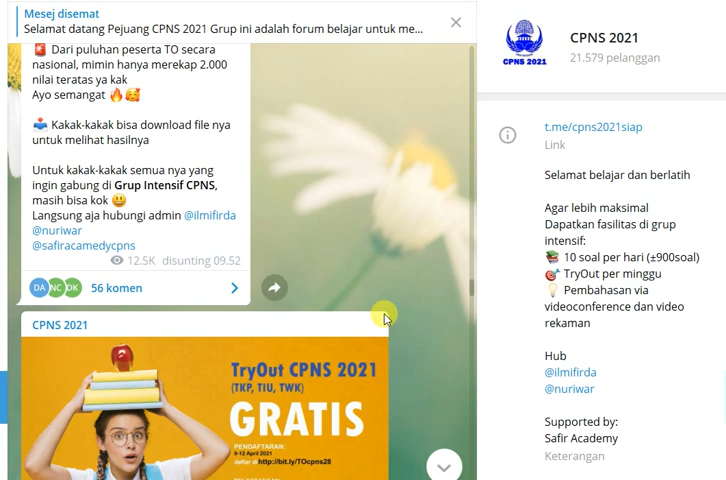 Mesej disemat
Selamat datang Pejuang CPNS 2021 Grup ini adalah forum belajar untuk me...
🚨 Dari puluhan peserta TO secara
nasional, mimin hanya merekap 2.000
nilai teratas ya kak
Ayo semangat 🔥🥰
📥 Kakak-kakak bisa download file nya
untuk melihat hasilnya
Untuk kakak-kakak semua nya yang
ingin gabung di Grup Intensif CPNS,
masih bisa kok 😃
Langsung aja hubungi admin @ilmifirda
@nuriwar
@safiracamedycpns
12.5K disunting 09.52
DA NC DK 56 komen
CPNS 2021
TryOut CPNS 2021
(TKP, TIU, TWK)
GRATIS
PENDAFTARAN:
9-12 April 2021
daftar di http://bit.ly/TOcpns28
CPNS 2021
CPNS 2021
21.579 pelanggan
t.me/cpns2021siap
Link
Selamat belajar dan berlatih
Agar lebih maksimal
Dapatkan fasilitas di grup
intensif:
📚 10 soal per hari (±900soal)
🎯 TryOut per minggu
💡 Pembahasan via
videoconference dan video
rekaman
Hub
@ilmifirda
@nuriwar
Supported by:
Safir Academy
Keterangan